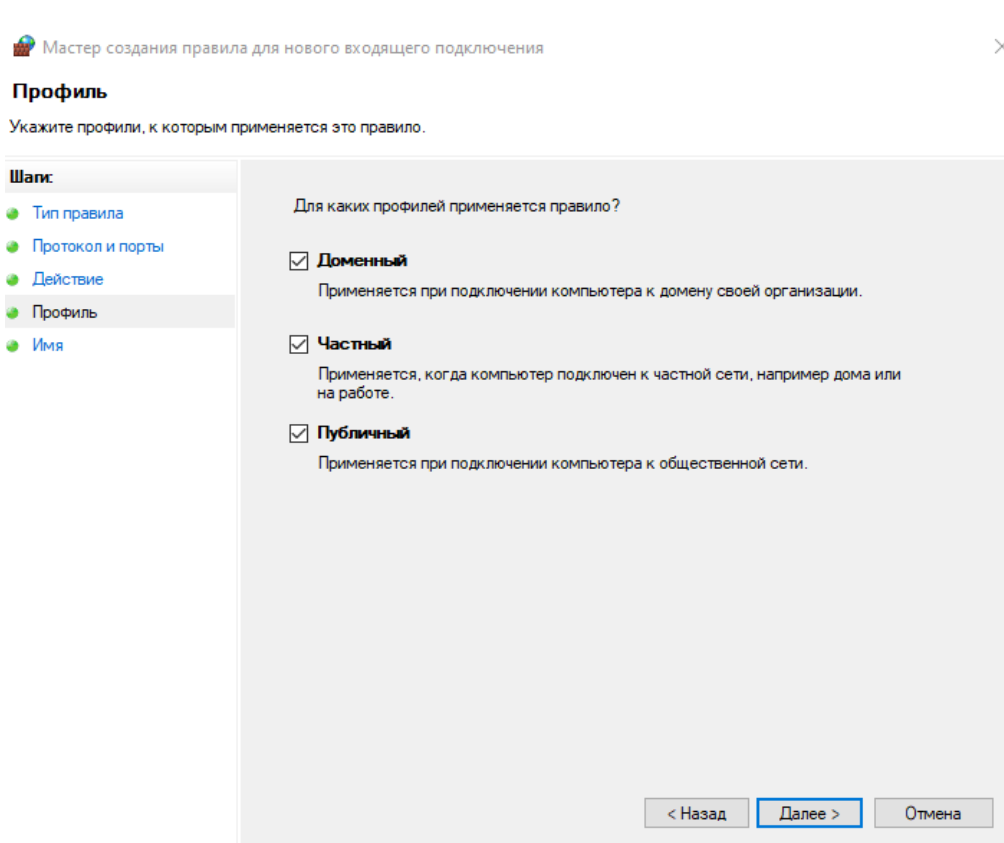 Мастер создания правила для нового входящего подключения
Профиль
Укажите профили, к которым применяется это правило.
Шаги:
Тип правила
Протокол и порты
Действие
Профиль
Имя
Для каких профилей применяется правило?
Доменный
Применяется при подключении компьютера к домену своей организации.
Частный
Применяется, когда компьютер подключен к частной сети, например дома или
на работе.
Публичный
Применяется при подключении компьютера к общественной сети.
< Назад
Далее >
Отмена